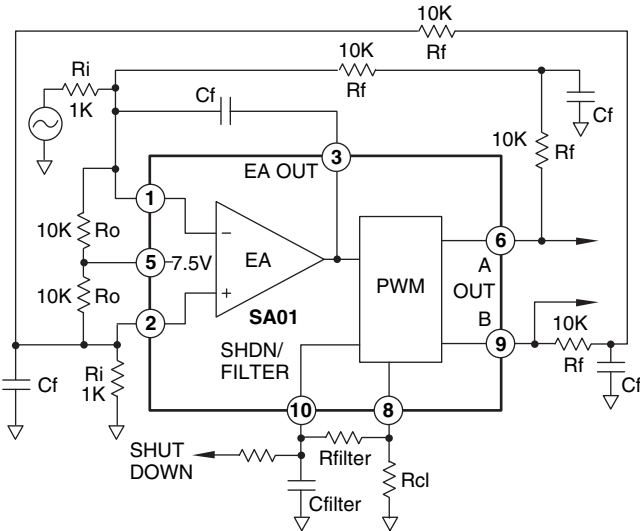 10K
Rf
10K
Rf
Ri
1K
Cf
Cf
10K
Rf
3
EA OUT
1
6
10K Ro
5
7.5V
EA
PWM
A
OUT
B
10K Ro
2
SA01
9
10K
Rf
SHDN/
FILTER
Cf
Ri
1K
Cf
10
8
SHUT
DOWN
Rfilter
Rcl
Cfilter